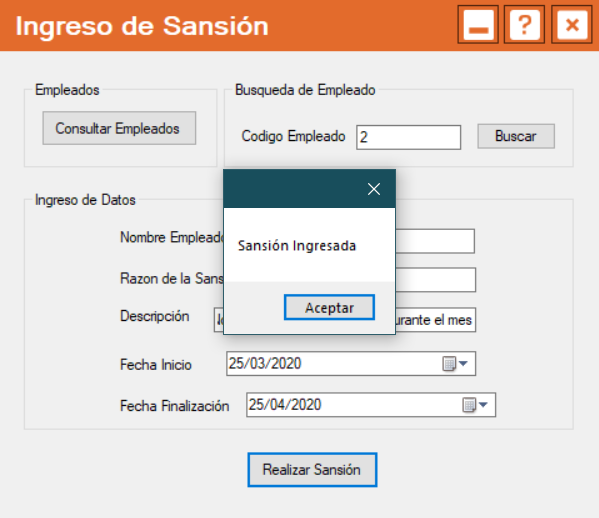 Ingreso de Sansión
Empleados
Busqueda de Empleado
Consultar Empleados
Codigo Empleado
2
Buscar
Ingreso de Datos
Nombre Empleado
Sansión Ingresada
Razon de la Sans
Aceptar
Descripción
urante el mes
Fecha Inicio
25/03/2020
Fecha Finalización
25/04/2020
Realizar Sansión